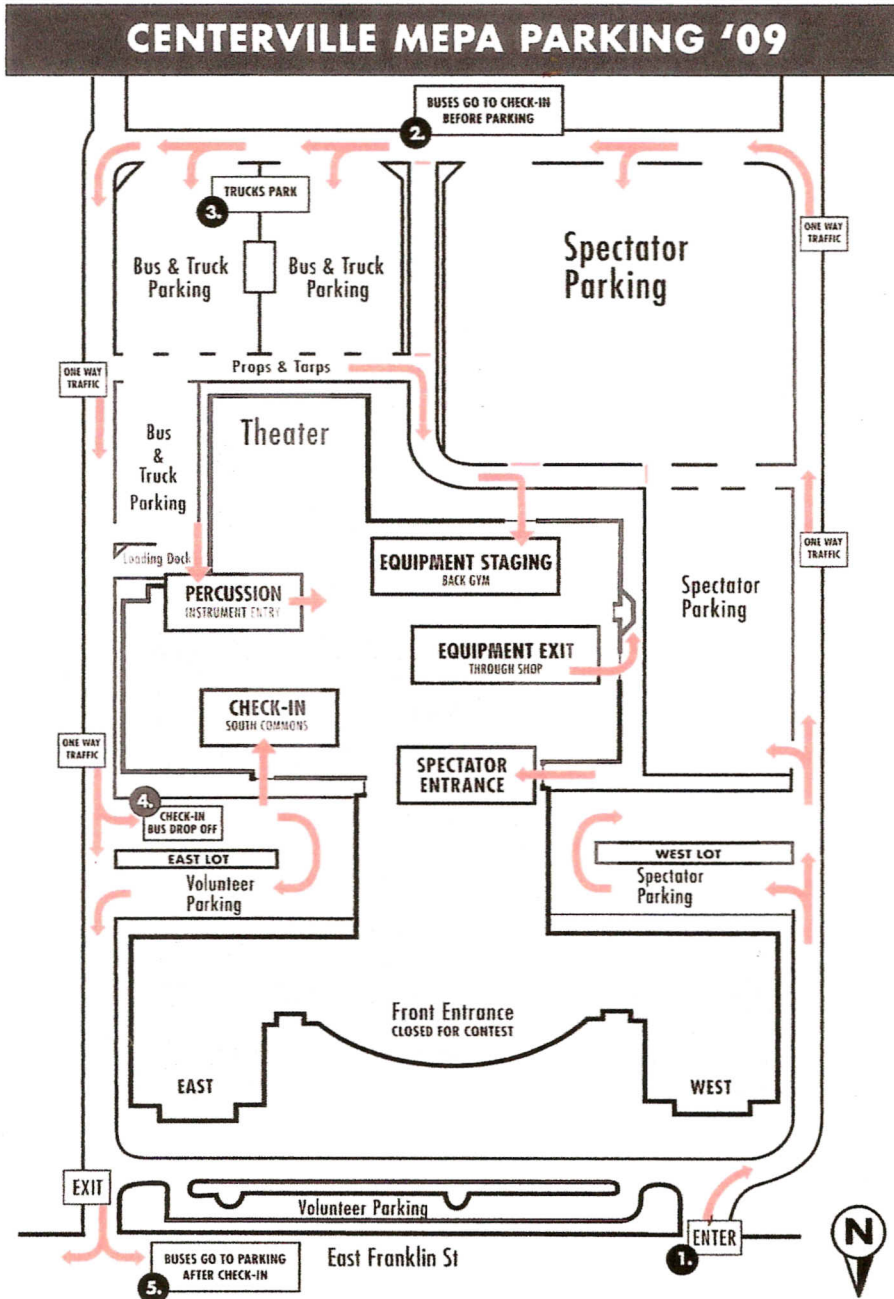 CENTERVILLE MEPA PARKING '09
BUSES GO TO CHECK-IN
BEFORE PARKING
2.
TRUCKS PARK
3.
ONE WAY
TRAFFIC
Spectator
Parking
Bus & Truck
Parking
Bus & Truck
Parking
ONE WAY
TRAFFIC
Props & Tarps
Theater
Bus
&
Truck
Parking
Loading Dock
EQUIPMENT STAGING
BACK GYM
ONE WAY
TRAFFIC
PERCUSSION
INSTRUMENT ENTRY
Spectator
Parking
EQUIPMENT EXIT
THROUGH SHOP
CHECK-IN
SOUTH COMMONS
ONE WAY
TRAFFIC
SPECTATOR
ENTRANCE
4.
CHECK-IN
BUS DROP OFF
EAST LOT
Volunteer
Parking
WEST LOT
Spectator
Parking
Front Entrance
CLOSED FOR CONTEST
EAST
WEST
EXIT
Volunteer Parking
ENTER
1.
East Franklin St
BUSES GO TO PARKING
AFTER CHECK-IN
5.
N